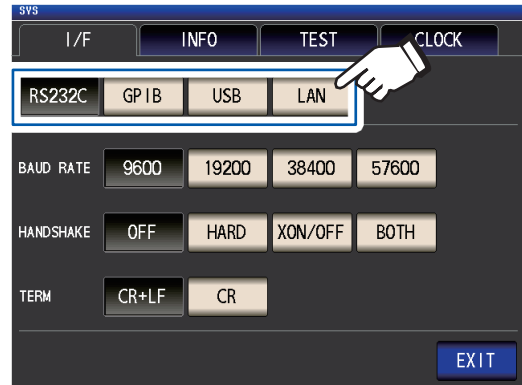 SYS
I/F INFO TEST CLOCK
RS232C GPIB USB LAN
BAUD RATE 9600 19200 38400 57600
HANDSHAKE OFF HARD XON/OFF BOTH
TERM CR+LF CR
EXIT